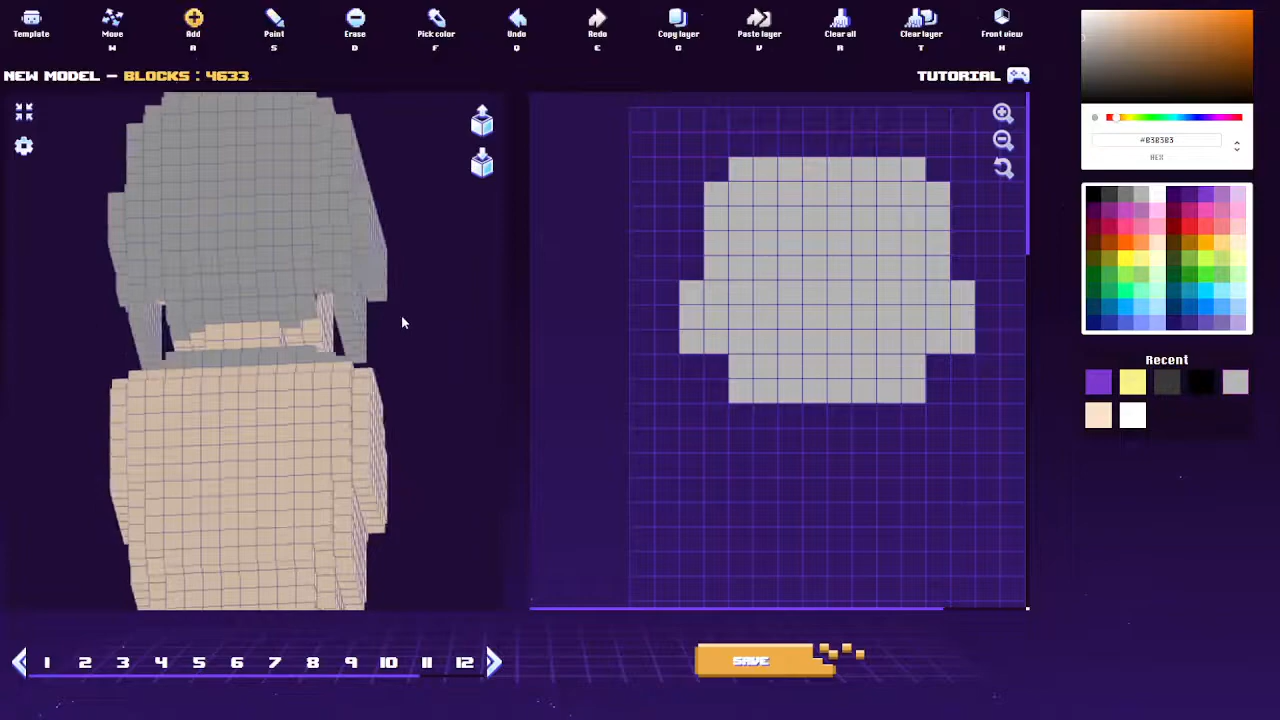 Template Move Add Paint Erase Pick color Undo Redo Copy layer Paste layer Clear all Clear layer Front view
W A S D F Q E C V R T H
NEW MODEL — BLOCKS : 4633
TUTORIAL
#B3B3B3
HEX
Recent
1 2 3 4 5 6 7 8 9 10 11 12
SAVE